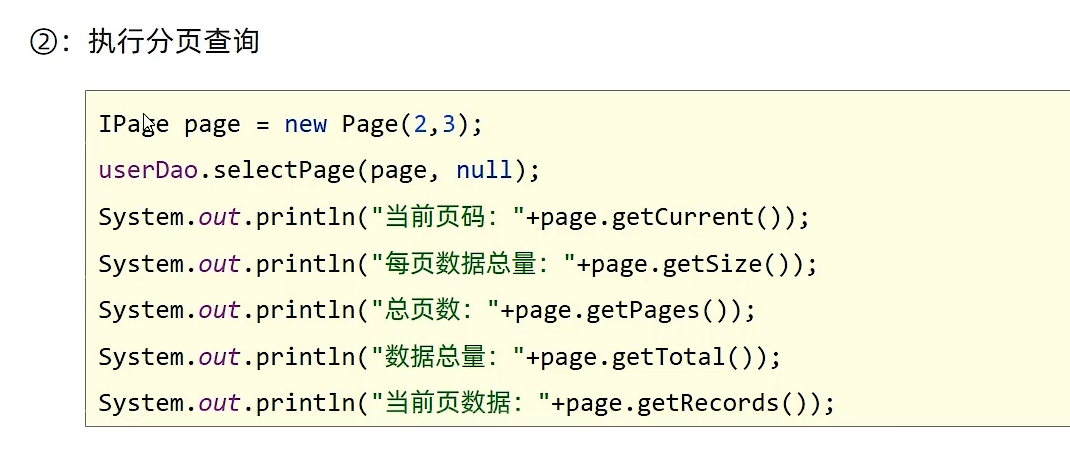 ②：执行分页查询
IPage page = new Page(2,3);
userDao.selectPage(page, null);
System.out.println("当前页码："+page.getCurrent());
System.out.println("每页数据总量："+page.getSize());
System.out.println("总页数："+page.getPages());
System.out.println("数据总量："+page.getTotal());
System.out.println("当前页数据："+page.getRecords());